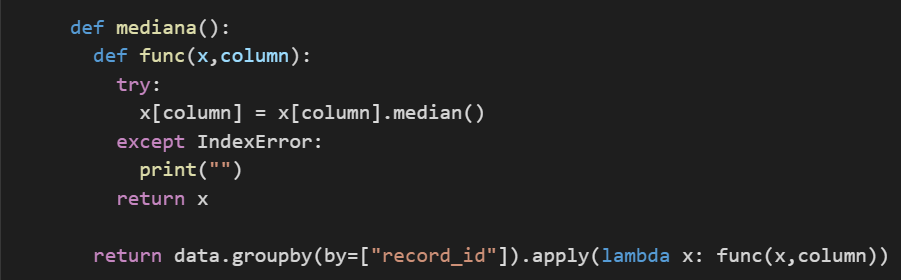 def mediana():
def func(x,column):
try:
x[column] = x[column].median()
except IndexError:
print("")
return x
return data.groupby(by=["record_id"]).apply(lambda x: func(x,column))